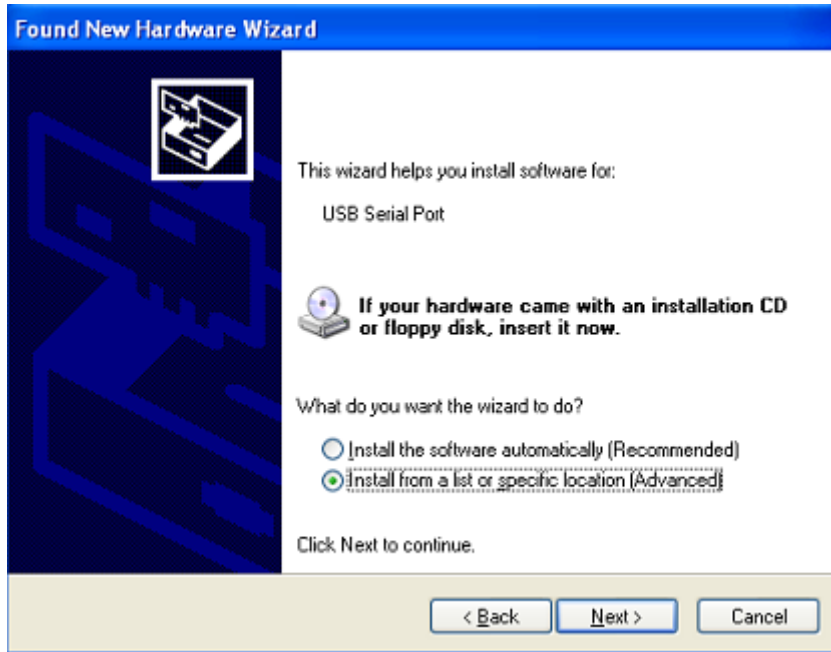 Found New Hardware Wizard
This wizard helps you install software for:
USB Serial Port
If your hardware came with an installation CD
or floppy disk, insert it now.
What do you want the wizard to do?
Install the software automatically (Recommended)
Install from a list or specific location (Advanced)
Click Next to continue.
< Back
Next >
Cancel